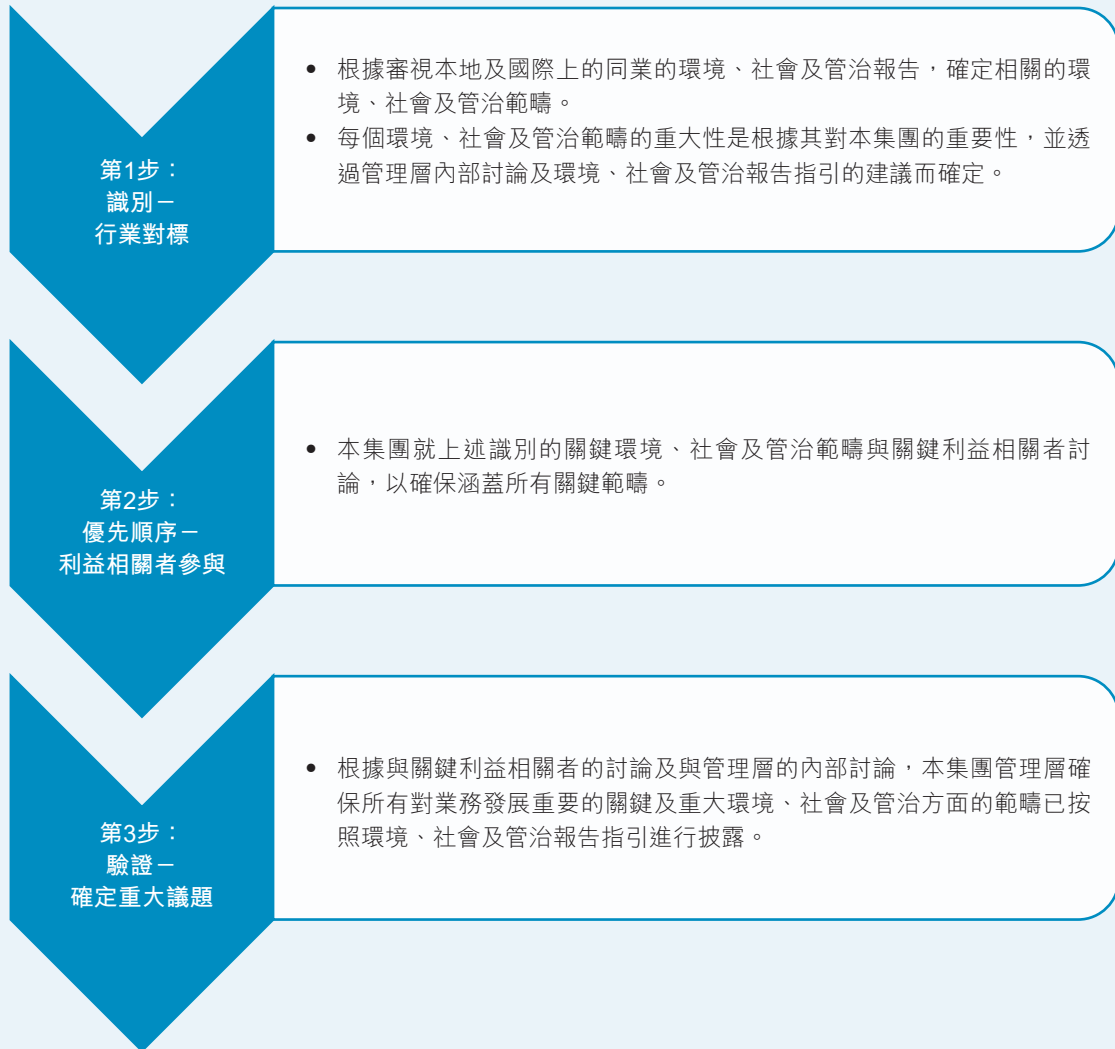 第1步：
識別－
行業對標
• 根據審視本地及國際上的同業的環境、社會及管治報告，確定相關的環
境、社會及管治範疇。
• 每個環境、社會及管治範疇的重大性是根據其對本集團的重要性，並透
過管理層內部討論及環境、社會及管治報告指引的建議而確定。
第2步：
優先順序－
利益相關者參與
• 本集團就上述識別的關鍵環境、社會及管治範疇與關鍵利益相關者討
論，以確保涵蓋所有關鍵範疇。
第3步：
驗證－
確定重大議題
• 根據與關鍵利益相關者的討論及與管理層的內部討論，本集團管理層確
保所有對業務發展重要的關鍵及重大環境、社會及管治方面的範疇已按
照環境、社會及管治報告指引進行披露。